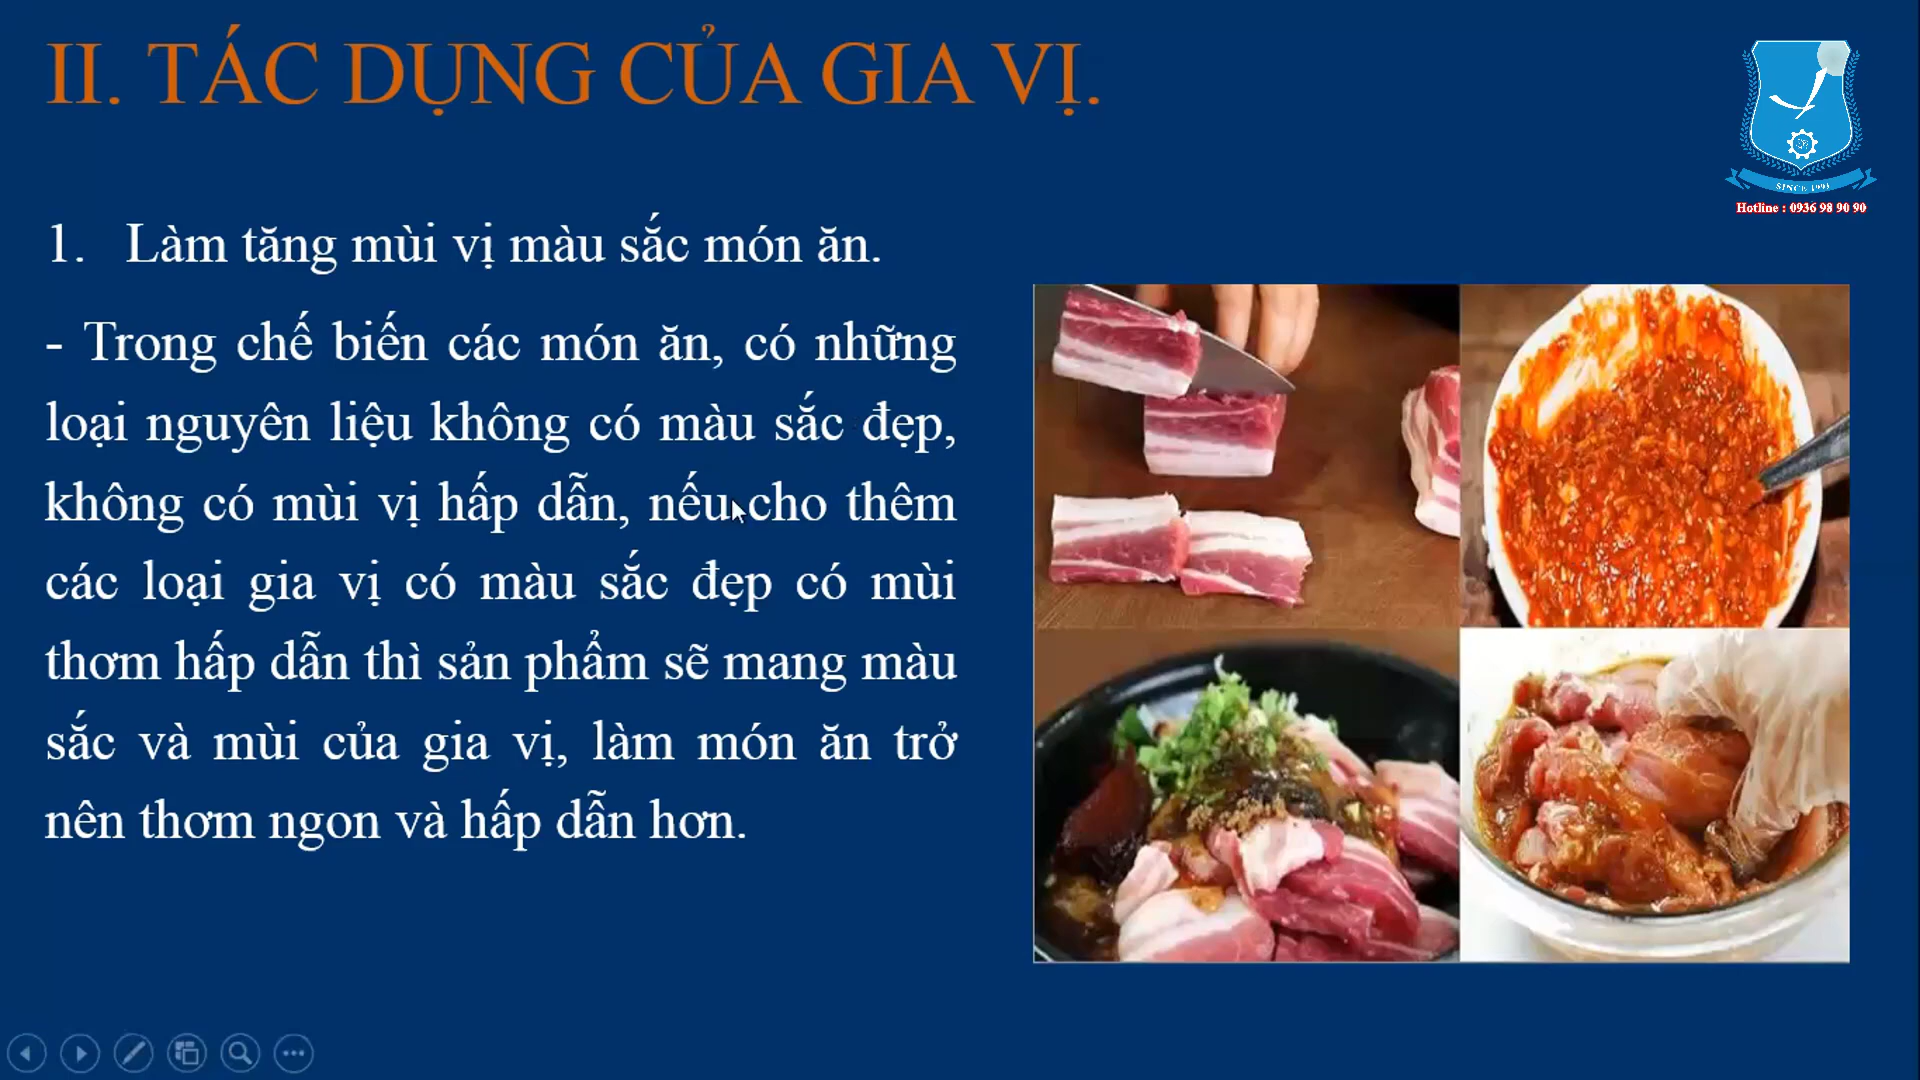 II. TÁC DỤNG CỦA GIA VỊ.
SINCE 1991
Hotline : 0936 98 90 90
1. Làm tăng mùi vị màu sắc món ăn.
- Trong chế biến các món ăn, có những
loại nguyên liệu không có màu sắc đẹp,
không có mùi vị hấp dẫn, nếu cho thêm
các loại gia vị có màu sắc đẹp có mùi
thơm hấp dẫn thì sản phẩm sẽ mang màu
sắc và mùi của gia vị, làm món ăn trở
nên thơm ngon và hấp dẫn hơn.